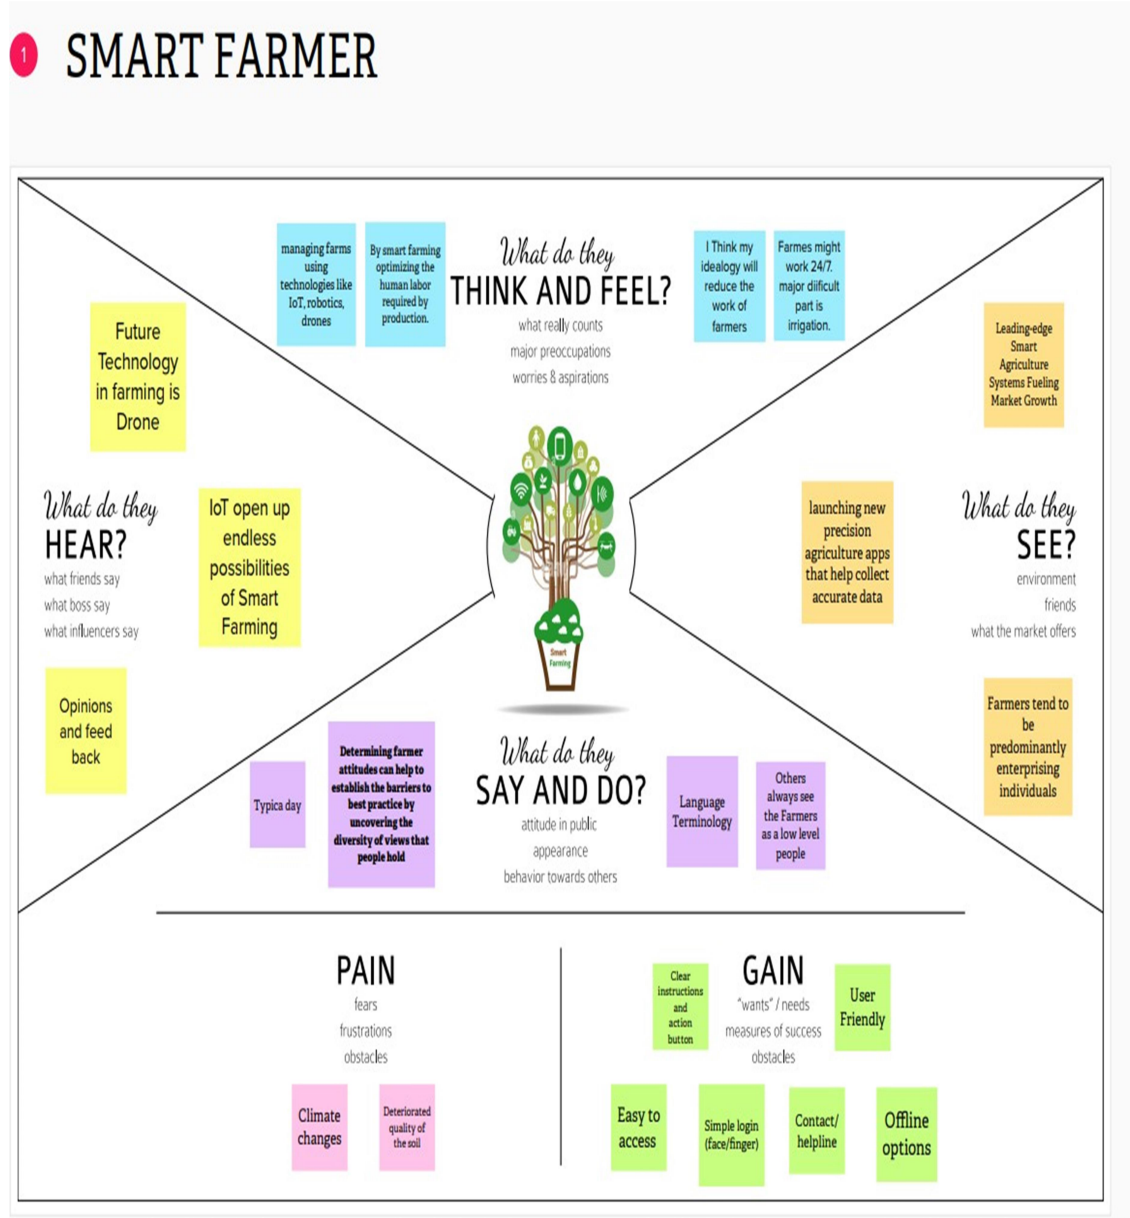 1
SMART FARMER
managing farms
using
technologies like
IoT, robotics,
drones
By smart farming
optimizing the
human labor
required by
production.
What do they
THINK AND FEEL?
what really counts
major preoccupations
worries & aspirations
I Think my
idealogy will
reduce the
work of
farmers
Farmes might
work 24/7.
major diificult
part is
irrigation.
Future
Technology
in farming is
Drone
What do they
HEAR?
what friends say
what boss say
what influencers say
IoT open up
endless
possibilities
of Smart
Farming
Opinions
and feed
back
Smart
Farming
Leading-edge
Smart
Agriculture
Systems Fueling
Market Growth
launching new
precision
agriculture apps
that help collect
accurate data
What do they
SEE?
environment
friends
what the market offers
Farmers tend to
be
predominantly
enterprising
individuals
Typica day
Determining farmer
attitudes can help to
establish the barriers to
best practice by
uncovering the
diversity of views that
people hold
What do they
SAY AND DO?
attitude in public
appearance
behavior towards others
Language
Terminology
Others
always see
the Farmers
as a low level
people
PAIN
fears
frustrations
obstacles
Climate
changes
Deteriorated
quality of
the soil
Clear
instructions
and
action
button
GAIN
"wants" / needs
measures of success
obstacles
User
Friendly
Easy to
access
Simple login
(face/finger)
Contact/
helpline
Offline
options